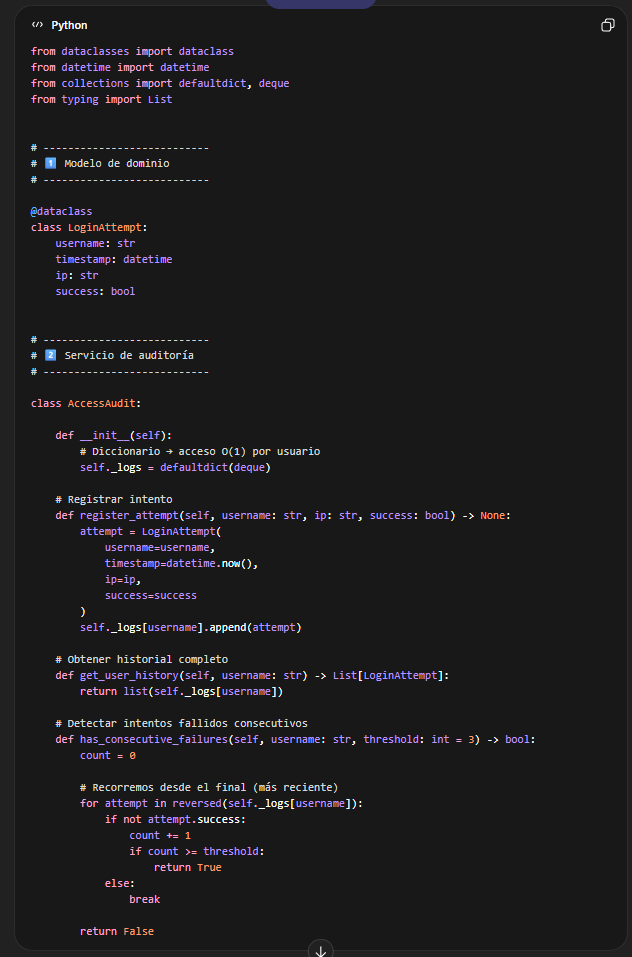 </> Python
from dataclasses import dataclass
from datetime import datetime
from collections import defaultdict, deque
from typing import List
# ---------------------------
# 1️⃣ Modelo de dominio
# ---------------------------
@dataclass
class LoginAttempt:
    username: str
    timestamp: datetime
    ip: str
    success: bool
# ---------------------------
# 2️⃣ Servicio de auditoría
# ---------------------------
class AccessAudit:
    def __init__(self):
        # Diccionario → acceso O(1) por usuario
        self._logs = defaultdict(deque)
    # Registrar intento
    def register_attempt(self, username: str, ip: str, success: bool) -> None:
        attempt = LoginAttempt(
            username=username,
            timestamp=datetime.now(),
            ip=ip,
            success=success
        )
        self._logs[username].append(attempt)
    # Obtener historial completo
    def get_user_history(self, username: str) -> List[LoginAttempt]:
        return list(self._logs[username])
    # Detectar intentos fallidos consecutivos
    def has_consecutive_failures(self, username: str, threshold: int = 3) -> bool:
        count = 0
        # Recorremos desde el final (más reciente)
        for attempt in reversed(self._logs[username]):
            if not attempt.success:
                count += 1
                if count >= threshold:
                    return True
            else:
                break
        return False